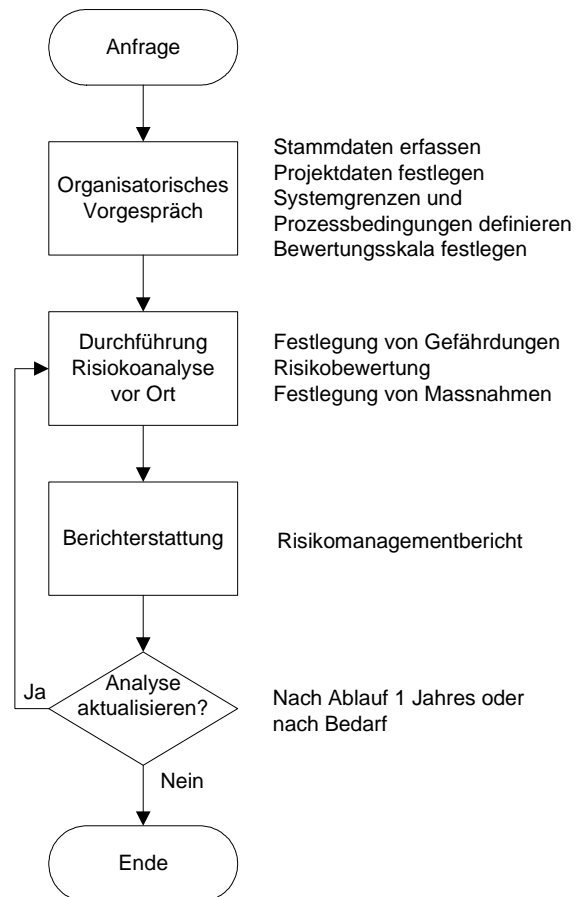 Anfrage
Organisatorisches
Vorgespräch
Stammdaten erfassen
Projektdaten festlegen
Systemgrenzen und
Prozessbedingungen definieren
Bewertungsskala festlegen
Durchführung
Risiokoanalyse
vor Ort
Festlegung von Gefährdungen
Risikobewertung
Festlegung von Massnahmen
Berichterstattung
Risikomanagementbericht
Analyse
aktualisieren?
Ja
Nach Ablauf 1 Jahres oder
nach Bedarf
Nein
Ende